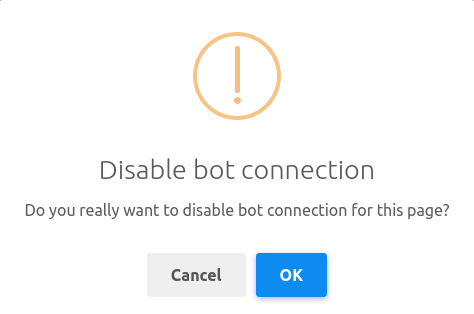 Disable bot connection
Do you really want to disable bot connection for this page?
Cancel
OK